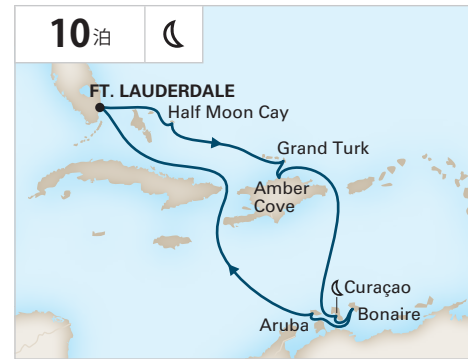 10泊
FT. LAUDERDALE
Half Moon Cay
Grand Turk
Amber
Cove
Curaçao
Bonaire
Aruba